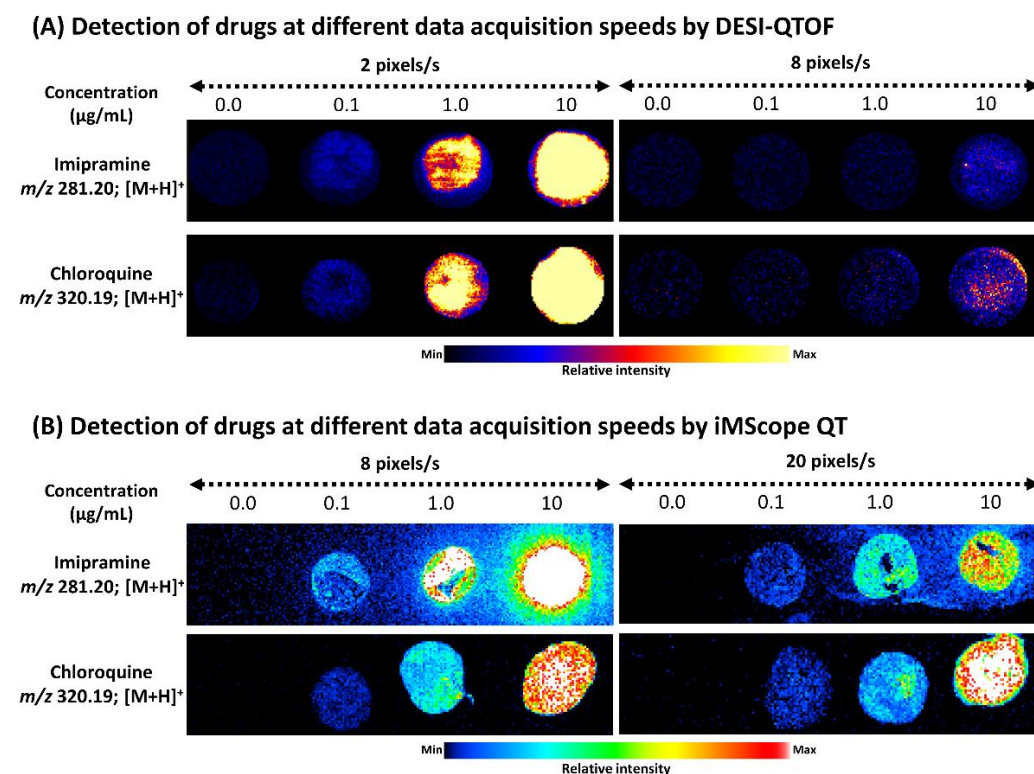 (A) Detection of drugs at different data acquisition speeds by DESI-QTOF
2 pixels/s 8 pixels/s
Concentration
(µg/mL)
0.0 0.1 1.0 10 0.0 0.1 1.0 10
Imipramine
m/z 281.20; [M+H]⁺
Chloroquine
m/z 320.19; [M+H]⁺
Min Max
Relative intensity
(B) Detection of drugs at different data acquisition speeds by iMScope QT
8 pixels/s 20 pixels/s
Concentration
(µg/mL)
0.0 0.1 1.0 10 0.0 0.1 1.0 10
Imipramine
m/z 281.20; [M+H]⁺
Chloroquine
m/z 320.19; [M+H]⁺
Min Max
Relative intensity